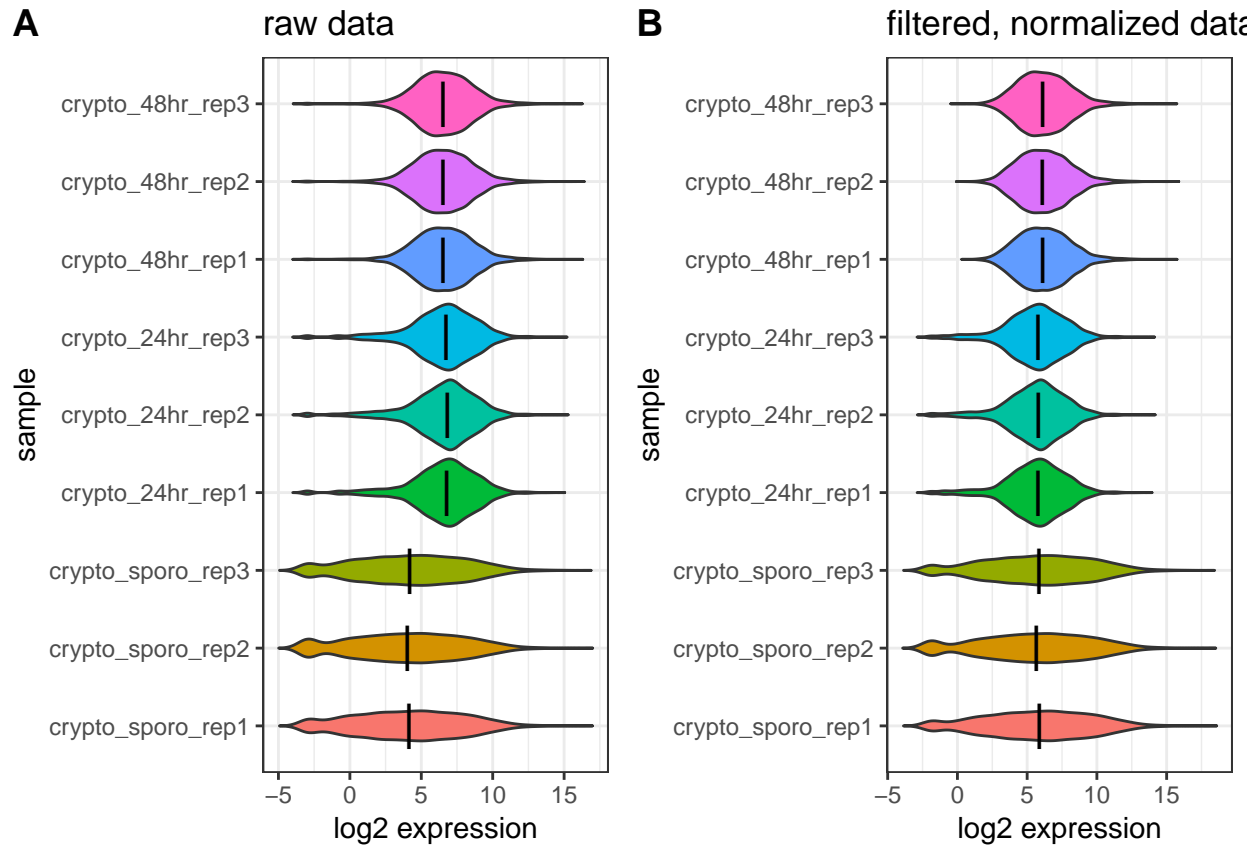 A
raw data
sample
crypto_48hr_rep3
crypto_48hr_rep2
crypto_48hr_rep1
crypto_24hr_rep3
crypto_24hr_rep2
crypto_24hr_rep1
crypto_sporo_rep3
crypto_sporo_rep2
crypto_sporo_rep1
−5 0 5 10 15
log2 expression
B
filtered, normalized data
sample
crypto_48hr_rep3
crypto_48hr_rep2
crypto_48hr_rep1
crypto_24hr_rep3
crypto_24hr_rep2
crypto_24hr_rep1
crypto_sporo_rep3
crypto_sporo_rep2
crypto_sporo_rep1
−5 0 5 10 15
log2 expression